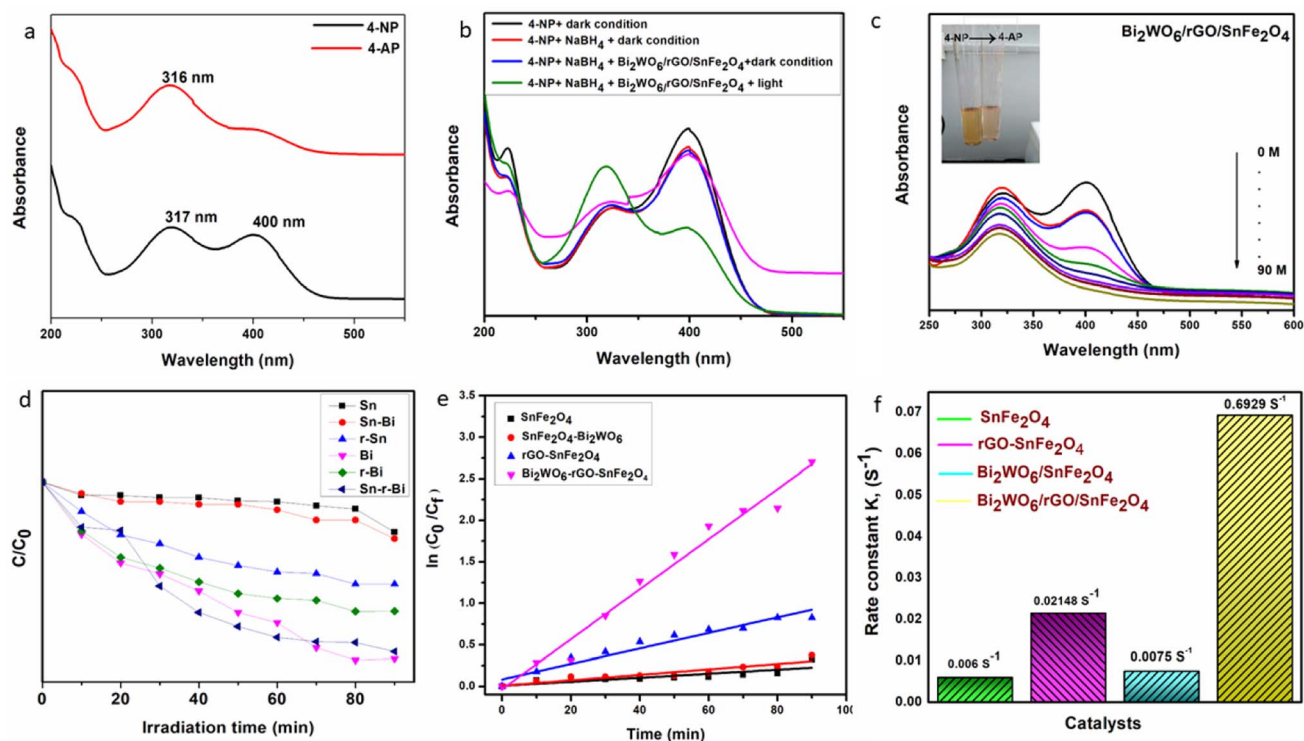 a
4-NP
4-AP
316 nm
317 nm
400 nm
Absorbance
200
300
400
500
Wavelength (nm)
b
4-NP+ dark condition
4-NP+ NaBH4 + dark condition
4-NP+ NaBH4 + Bi2WO6/rGO/SnFe2O4+dark condition
4-NP+ NaBH4 + Bi2WO6/rGO/SnFe2O4 + light
Absorbance
200
300
400
500
Wavelength (nm)
c
4-NP → 4-AP
Bi2WO6/rGO/SnFe2O4
0 M
.
.
.
.
90 M
Absorbance
250
300
350
400
450
500
550
600
Wavelength (nm)
d
Sn
Sn-Bi
r-Sn
Bi
r-Bi
Sn-r-Bi
C/C0
0
20
40
60
80
Irradiation time (min)
e
SnFe2O4
SnFe2O4-Bi2WO6
rGO-SnFe2O4
Bi2WO6-rGO-SnFe2O4
ln (C0/Cf)
3.5
3.0
2.5
2.0
1.5
1.0
0.5
0.0
0
20
40
60
80
100
Time (min)
f
SnFe2O4
rGO-SnFe2O4
Bi2WO6/SnFe2O4
Bi2WO6/rGO/SnFe2O4
0.6929 S-1
0.02148 S-1
0.006 S-1
0.0075 S-1
Rate constant K, (S-1)
0.07
0.06
0.05
0.04
0.03
0.02
0.01
0.00
Catalysts